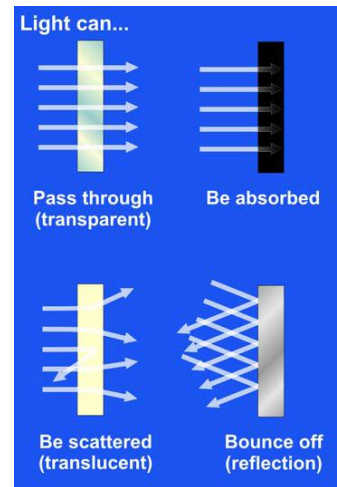 Light can...
Pass through
(transparent)
Be absorbed
Be scattered
(translucent)
Bounce off
(reflection)